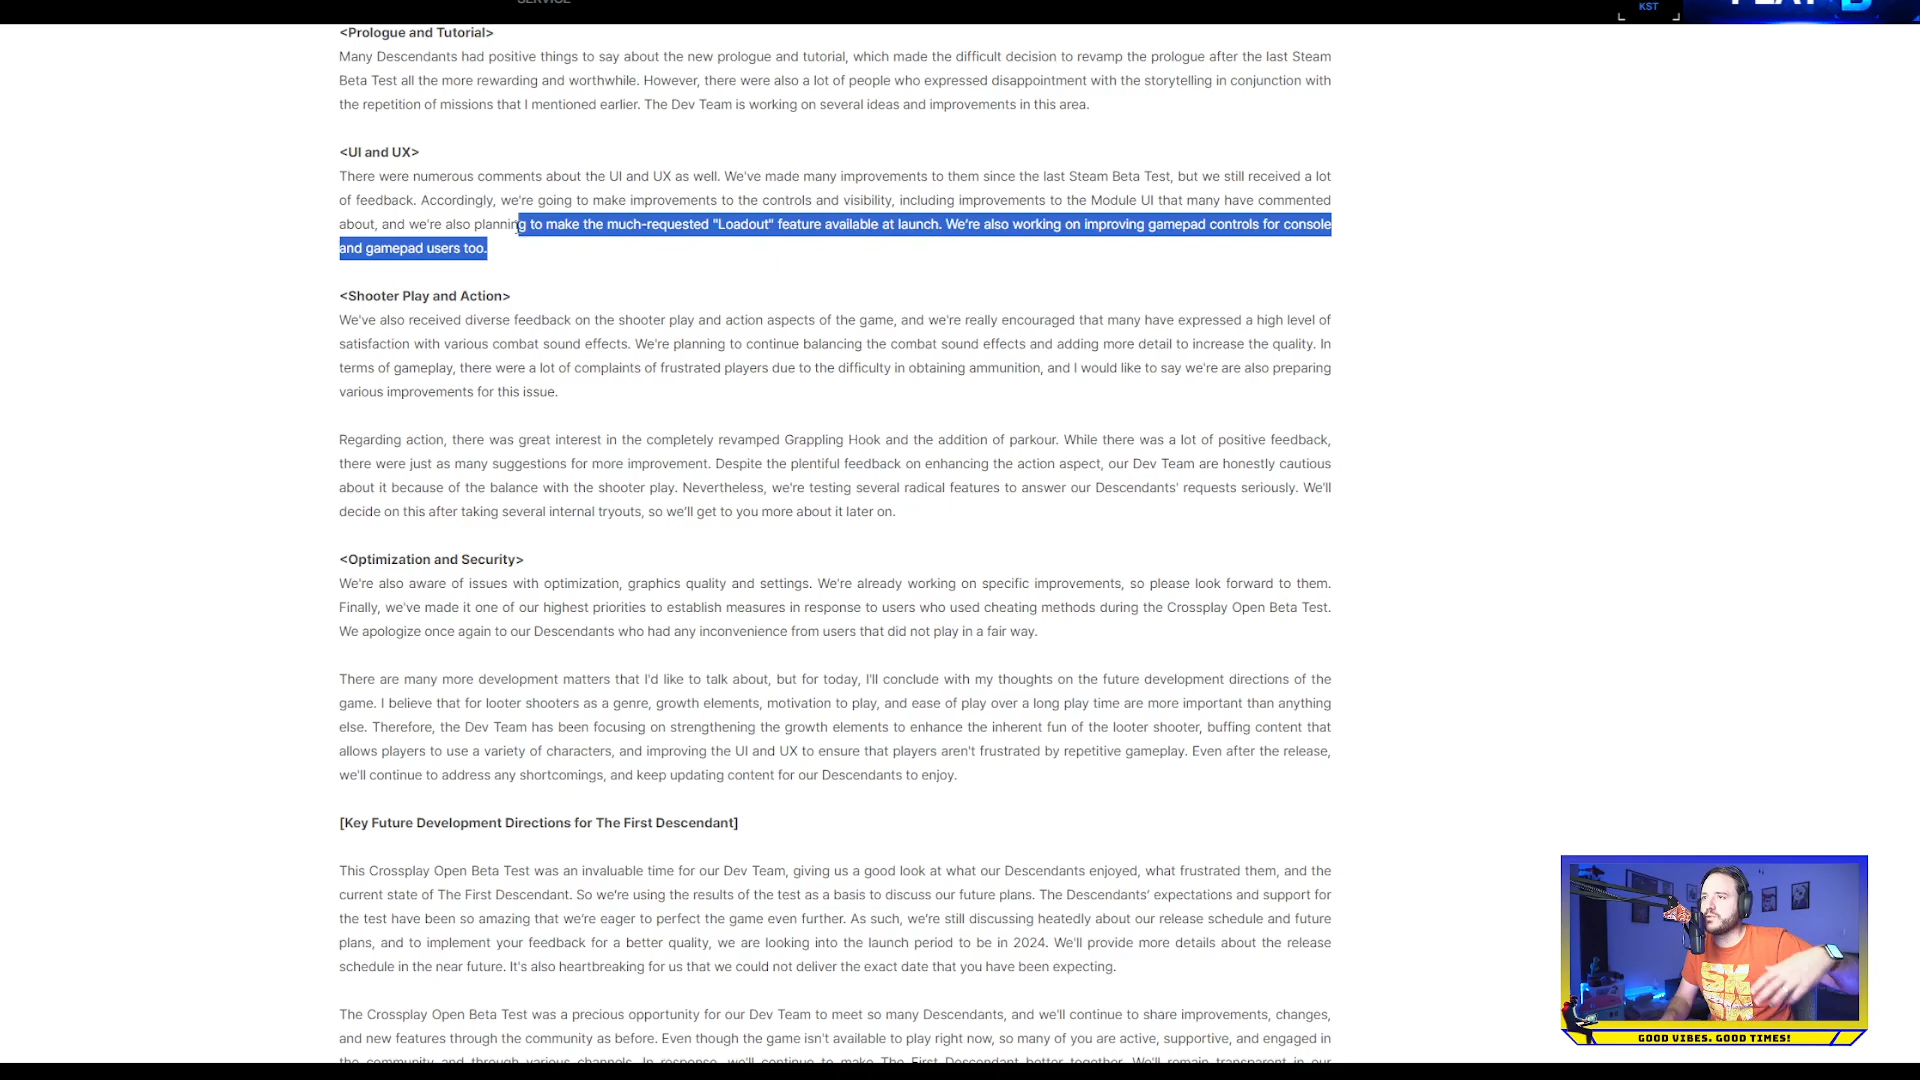 SERVICE
KST
PLAY
<Prologue and Tutorial>
Many Descendants had positive things to say about the new prologue and tutorial, which made the difficult decision to revamp the prologue after the last Steam
Beta Test all the more rewarding and worthwhile. However, there were also a lot of people who expressed disappointment with the storytelling in conjunction with
the repetition of missions that I mentioned earlier. The Dev Team is working on several ideas and improvements in this area.
<UI and UX>
There were numerous comments about the UI and UX as well. We've made many improvements to them since the last Steam Beta Test, but we still received a lot
of feedback. Accordingly, we're going to make improvements to the controls and visibility, including improvements to the Module UI that many have commented
about, and we're also planning to make the much-requested "Loadout" feature available at launch. We're also working on improving gamepad controls for console
and gamepad users too.
<Shooter Play and Action>
We've also received diverse feedback on the shooter play and action aspects of the game, and we're really encouraged that many have expressed a high level of
satisfaction with various combat sound effects. We're planning to continue balancing the combat sound effects and adding more detail to increase the quality. In
terms of gameplay, there were a lot of complaints of frustrated players due to the difficulty in obtaining ammunition, and I would like to say we're are also preparing
various improvements for this issue.
Regarding action, there was great interest in the completely revamped Grappling Hook and the addition of parkour. While there was a lot of positive feedback,
there were just as many suggestions for more improvement. Despite the plentiful feedback on enhancing the action aspect, our Dev Team are honestly cautious
about it because of the balance with the shooter play. Nevertheless, we're testing several radical features to answer our Descendants' requests seriously. We'll
decide on this after taking several internal tryouts, so we'll get to you more about it later on.
<Optimization and Security>
We're also aware of issues with optimization, graphics quality and settings. We're already working on specific improvements, so please look forward to them.
Finally, we've made it one of our highest priorities to establish measures in response to users who used cheating methods during the Crossplay Open Beta Test.
We apologize once again to our Descendants who had any inconvenience from users that did not play in a fair way.
There are many more development matters that I'd like to talk about, but for today, I'll conclude with my thoughts on the future development directions of the
game. I believe that for looter shooters as a genre, growth elements, motivation to play, and ease of play over a long play time are more important than anything
else. Therefore, the Dev Team has been focusing on strengthening the growth elements to enhance the inherent fun of the looter shooter, buffing content that
allows players to use a variety of characters, and improving the UI and UX to ensure that players aren't frustrated by repetitive gameplay. Even after the release,
we'll continue to address any shortcomings, and keep updating content for our Descendants to enjoy.
[Key Future Development Directions for The First Descendant]
This Crossplay Open Beta Test was an invaluable time for our Dev Team, giving us a good look at what our Descendants enjoyed, what frustrated them, and the
current state of The First Descendant. So we're using the results of the test as a basis to discuss our future plans. The Descendants' expectations and support for
the test have been so amazing that we're eager to perfect the game even further. As such, we're still discussing heatedly about our release schedule and future
plans, and to implement your feedback for a better quality, we are looking into the launch period to be in 2024. We'll provide more details about the release
schedule in the near future. It's also heartbreaking for us that we could not deliver the exact date that you have been expecting.
The Crossplay Open Beta Test was a precious opportunity for our Dev Team to meet so many Descendants, and we'll continue to share improvements, changes,
and new features through the community as before. Even though the game isn't available to play right now, so many of you are active, supportive, and engaged in
the community and through various channels. In response, we'll continue to make The First Descendant better together. We'll remain transparent in our
GOOD VIBES. GOOD TIMES!